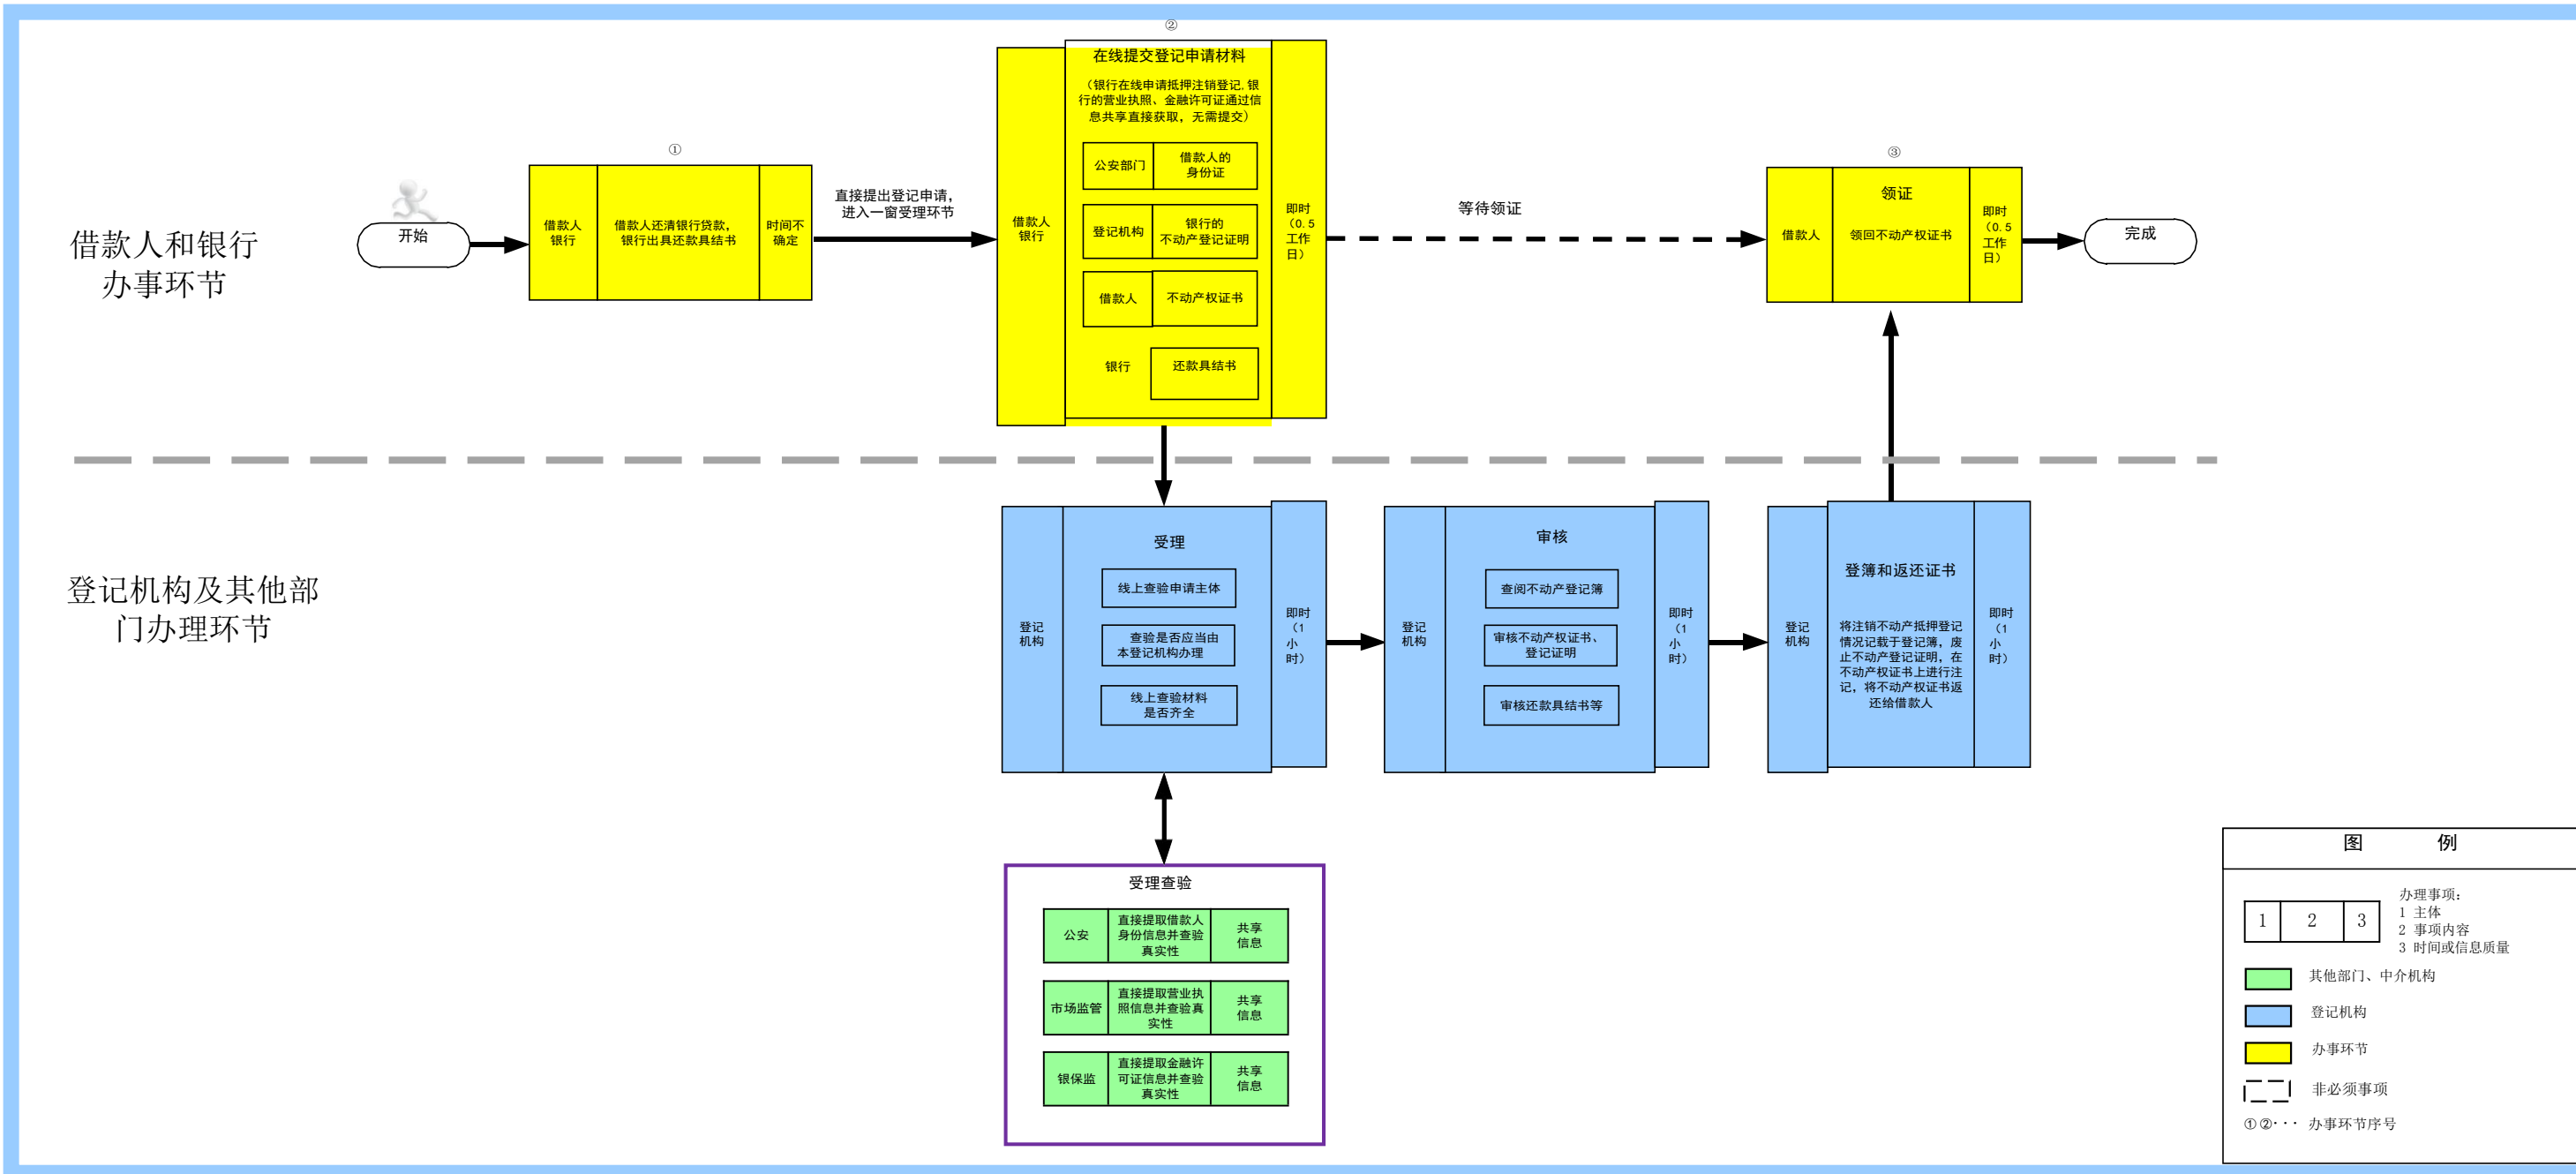 ②
在线提交登记申请材料
（银行在线申请抵押注销登记,银
行的营业执照、金融许可证通过信
息共享直接获取，无需提交）
公安部门
借款人的
身份证
登记机构
银行的
不动产登记证明
借款人
不动产权证书
银行
还款具结书
借款人
银行
即时
（0.5
工作
日）
①
借款人
银行
借款人还清银行贷款，
银行出具还款具结书
时间不
确定
直接提出登记申请，
进入一窗受理环节
开始
借款人和银行
办事环节
等待领证
③
借款人
领证
领回不动产权证书
即时
（0.5
工作
日）
完成
登记机构及其他部
门办理环节
登记
机构
受理
线上查验申请主体
查验是否应当由
本登记机构办理
线上查验材料
是否齐全
即时
（1
小
时）
登记
机构
审核
查阅不动产登记簿
审核不动产权证书、
登记证明
审核还款具结书等
即时
（1
小
时）
登记
机构
登簿和返还证书
将注销不动产抵押登记
情况记载于登记簿，废
止不动产登记证明，在
不动产权证书上进行注
记，将不动产权证书返
还给借款人
即时
（1
小
时）
受理查验
公安
直接提取借款人
身份信息并查验
真实性
共享
信息
市场监管
直接提取营业执
照信息并查验真
实性
共享
信息
银保监
直接提取金融许
可证信息并查验
真实性
共享
信息
图 例
1 2 3
办理事项：
1 主体
2 事项内容
3 时间或信息质量
其他部门、中介机构
登记机构
办事环节
非必须事项
①②··· 办事环节序号